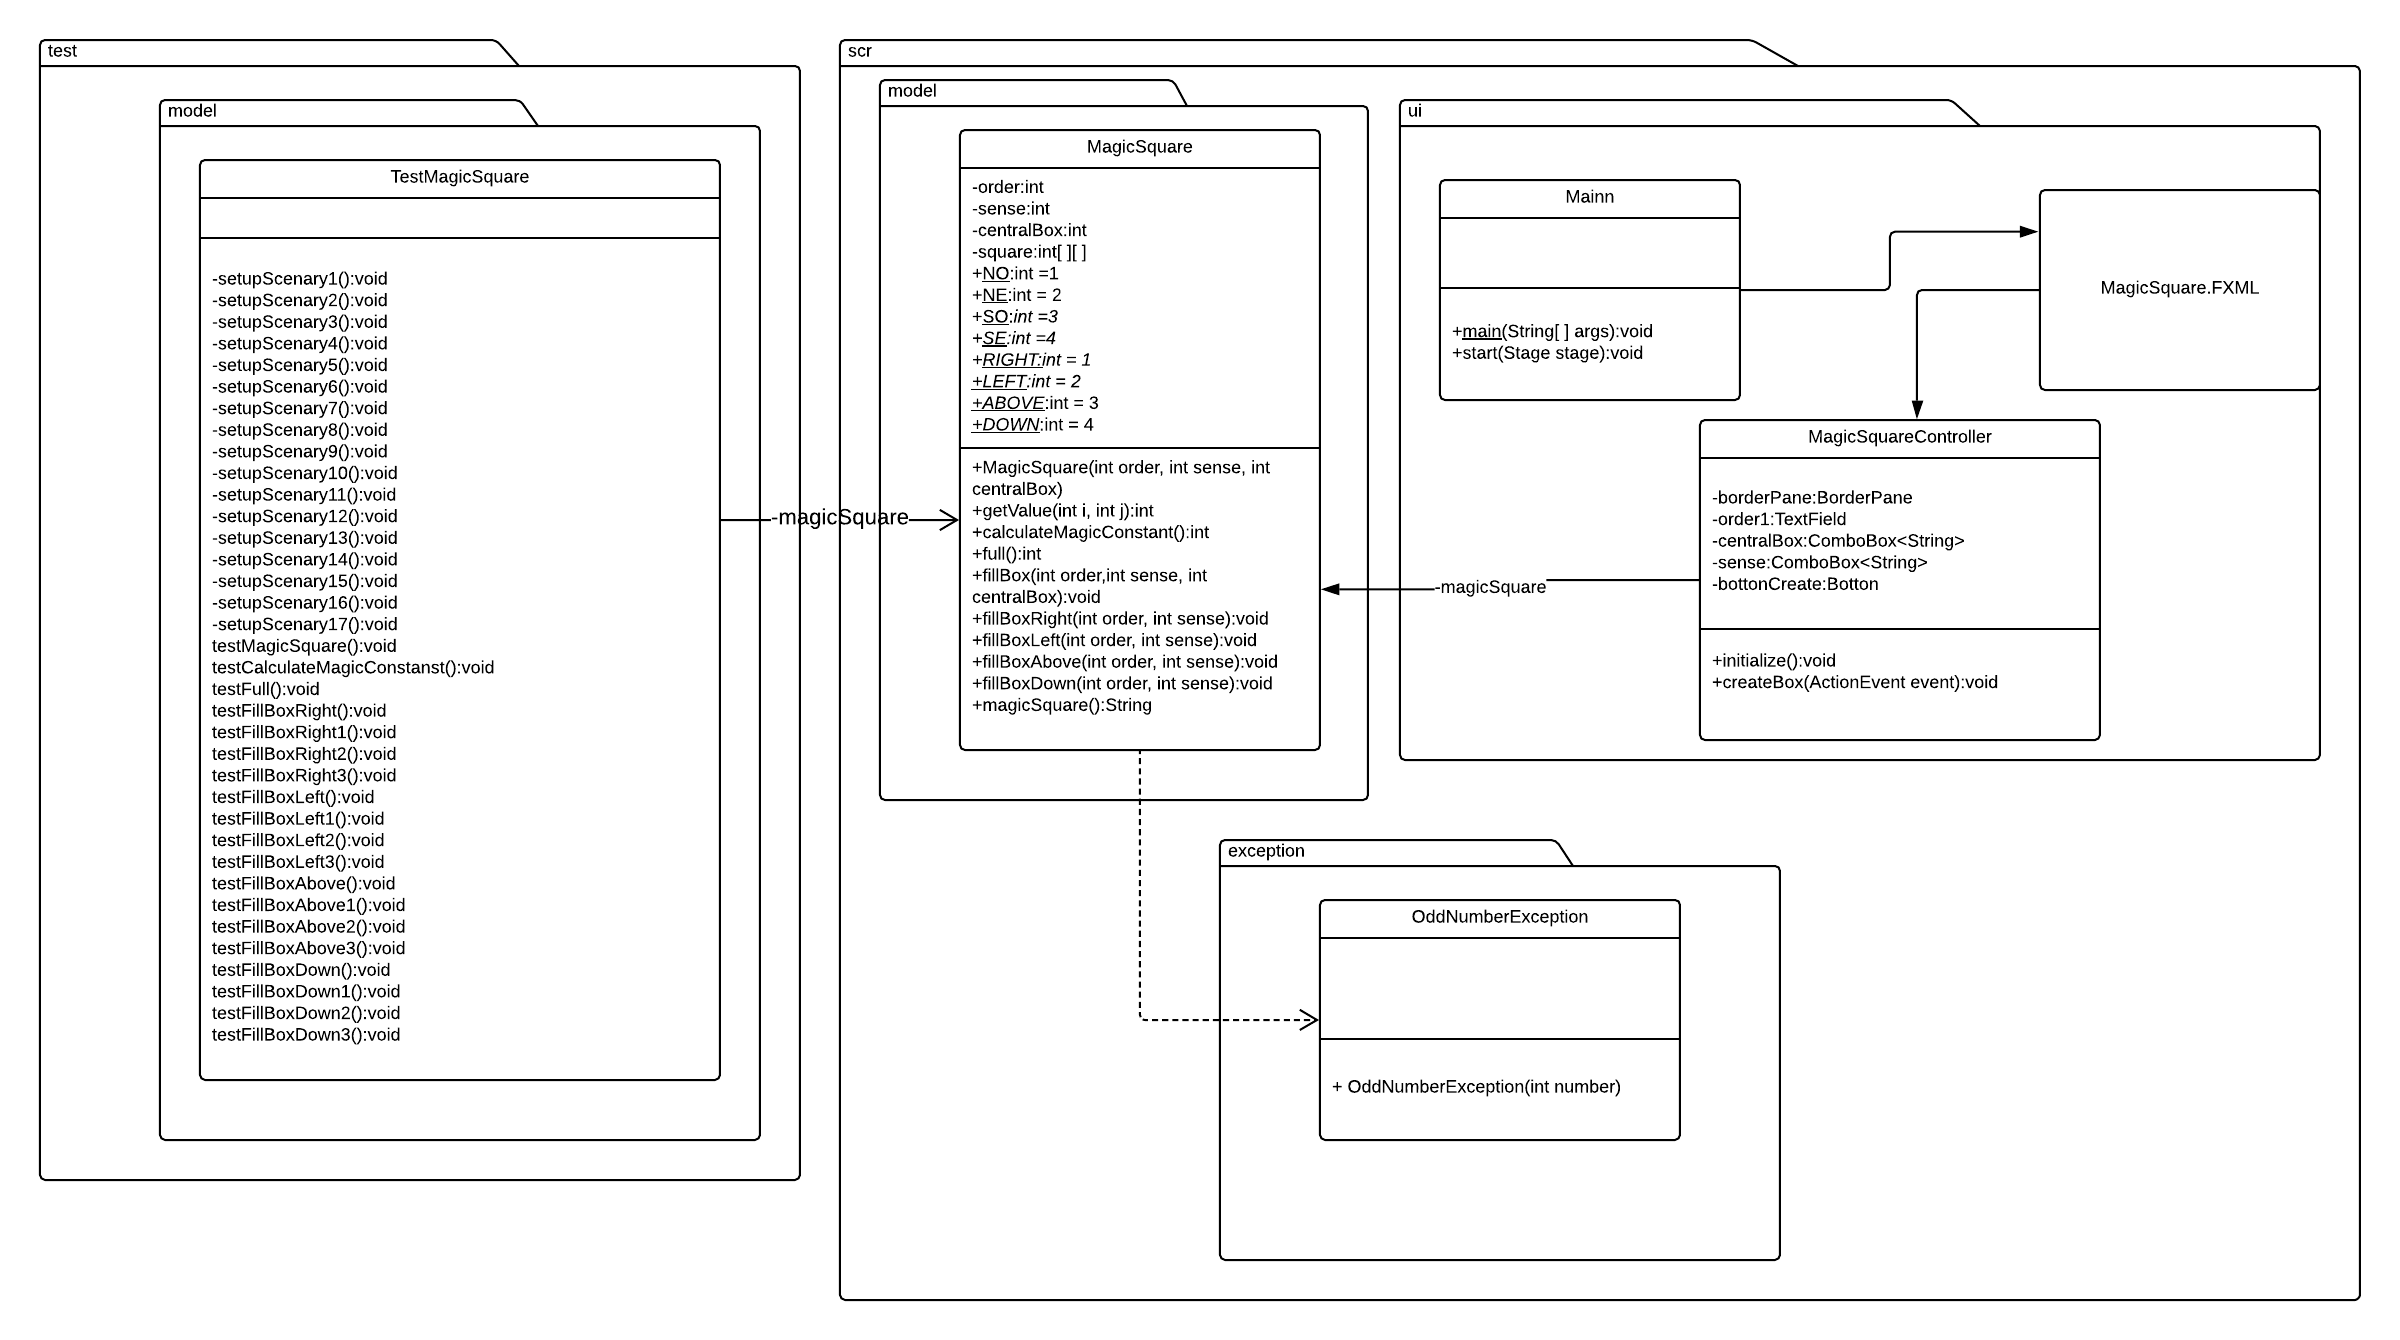 test
model
TestMagicSquare
-setupScenary1():void
-setupScenary2():void
-setupScenary3():void
-setupScenary4():void
-setupScenary5():void
-setupScenary6():void
-setupScenary7():void
-setupScenary8():void
-setupScenary9():void
-setupScenary10():void
-setupScenary11():void
-setupScenary12():void
-setupScenary13():void
-setupScenary14():void
-setupScenary15():void
-setupScenary16():void
-setupScenary17():void
testMagicSquare():void
testCalculateMagicConstanst():void
testFull():void
testFillBoxRight():void
testFillBoxRight1():void
testFillBoxRight2():void
testFillBoxRight3():void
testFillBoxLeft():void
testFillBoxLeft1():void
testFillBoxLeft2():void
testFillBoxLeft3():void
testFillBoxAbove():void
testFillBoxAbove1():void
testFillBoxAbove2():void
testFillBoxAbove3():void
testFillBoxDown():void
testFillBoxDown1():void
testFillBoxDown2():void
testFillBoxDown3():void
-magicSquare
scr
model
MagicSquare
-order:int
-sense:int
-centralBox:int
-square:int[ ][ ]
+NO:int =1
+NE:int = 2
+SO:int =3
+SE:int =4
+RIGHT:int = 1
+LEFT:int = 2
+ABOVE:int = 3
+DOWN:int = 4
+MagicSquare(int order, int sense, int
centralBox)
+getValue(int i, int j):int
+calculateMagicConstant():int
+full():int
+fillBox(int order,int sense, int
centralBox):void
+fillBoxRight(int order, int sense):void
+fillBoxLeft(int order, int sense):void
+fillBoxAbove(int order, int sense):void
+fillBoxDown(int order, int sense):void
+magicSquare():String
ui
Mainn
+main(String[ ] args):void
+start(Stage stage):void
MagicSquare.FXML
MagicSquareController
-borderPane:BorderPane
-order1:TextField
-centralBox:ComboBox<String>
-sense:ComboBox<String>
-bottonCreate:Botton
+initialize():void
+createBox(ActionEvent event):void
-magicSquare
exception
OddNumberException
+ OddNumberException(int number)